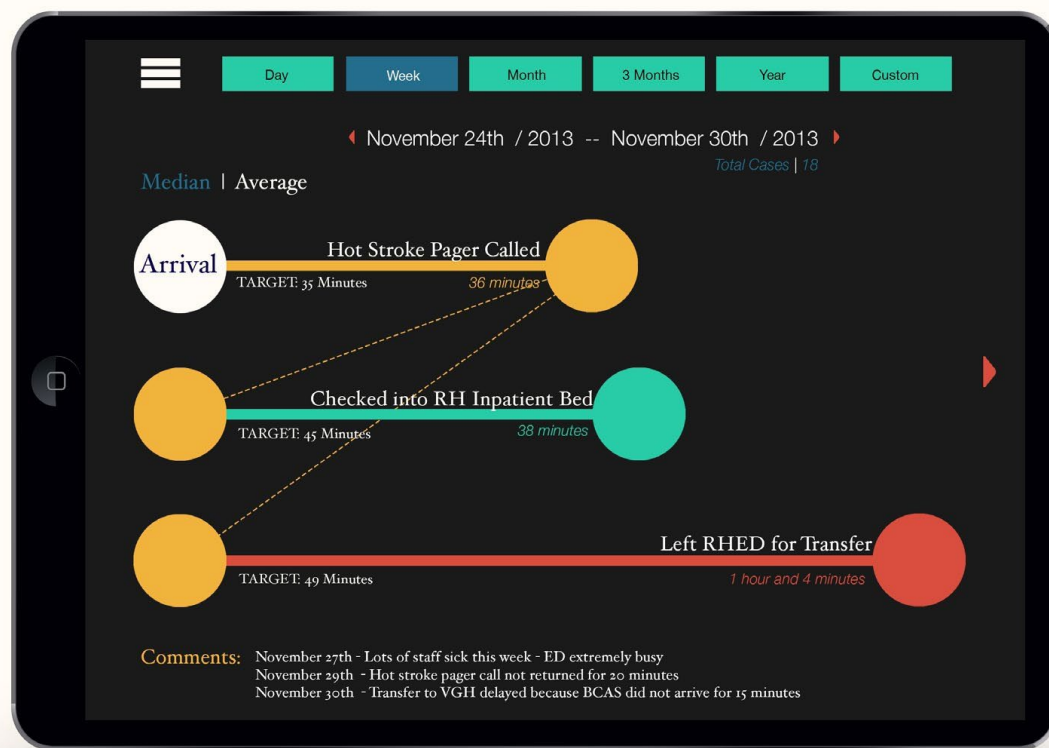 Day Week Month 3 Months Year Custom
November 24th / 2013 -- November 30th / 2013
Total Cases | 18
Median | Average
Arrival
Hot Stroke Pager Called
TARGET: 35 Minutes
36 minutes
Checked into RH Inpatient Bed
TARGET: 45 Minutes
38 minutes
Left RHED for Transfer
TARGET: 49 Minutes
1 hour and 4 minutes
Comments:
November 27th - Lots of staff sick this week - ED extremely busy
November 29th - Hot stroke pager call not returned for 20 minutes
November 30th - Transfer to VGH delayed because BCAS did not arrive for 15 minutes